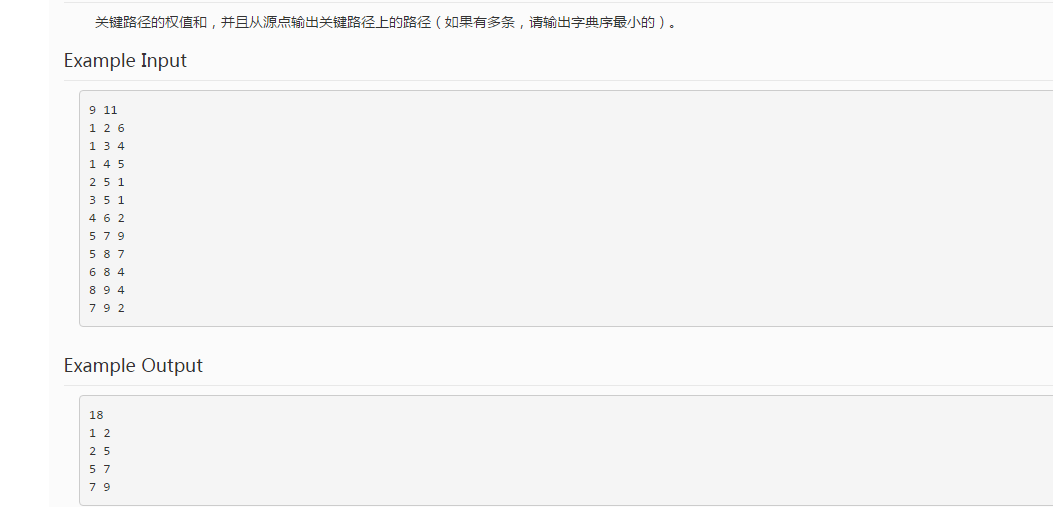 关键路径的权值和，并且从源点输出关键路径上的路径（如果有多条，请输出字典序最小的）。
Example Input
9 11
1 2 6
1 3 4
1 4 5
2 5 1
3 5 1
4 6 2
5 7 9
5 8 7
6 8 4
8 9 4
7 9 2
Example Output
18
1 2
2 5
5 7
7 9